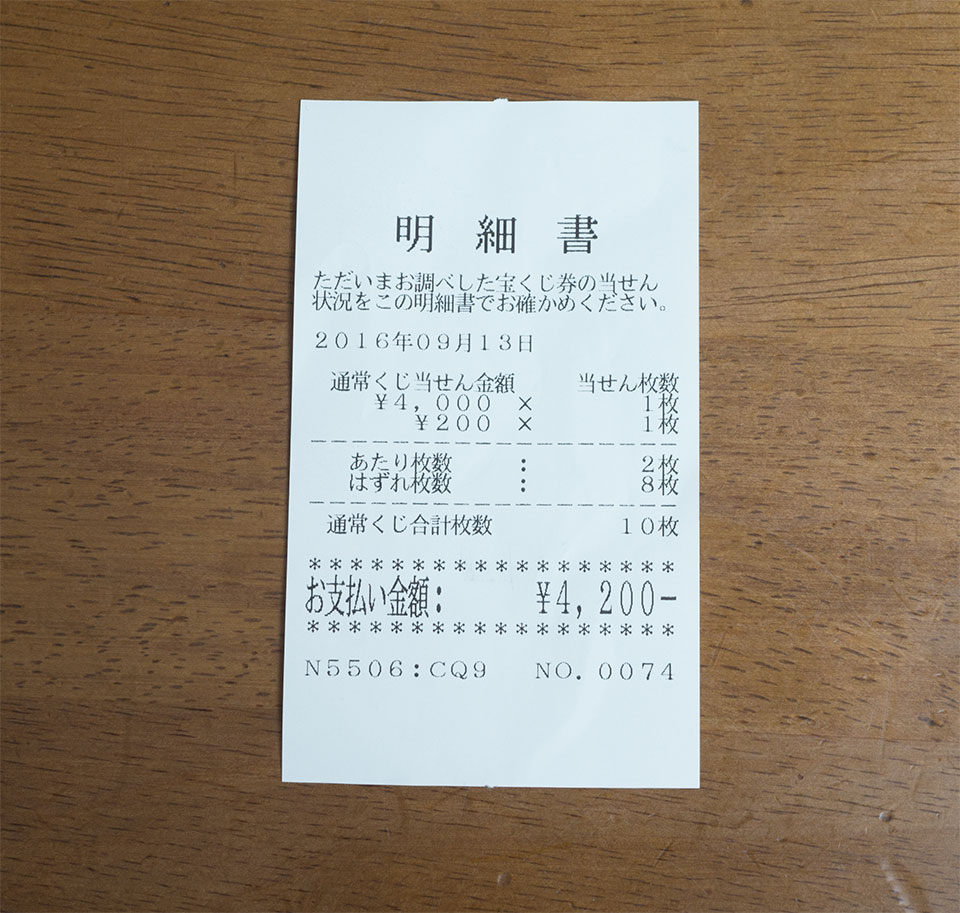 明細書
ただいまお調べした宝くじ券の当せん
状況をこの明細書でお確かめください。
2016年09月13日
通常くじ当せん金額 当せん枚数
¥4,000 × 1枚
¥200 × 1枚
--------------------------------
あたり枚数 : 2枚
はずれ枚数 : 8枚
--------------------------------
通常くじ合計枚数 10枚
******************
お支払い金額: ¥4,200-
******************
N5506:CQ9 NO.0074